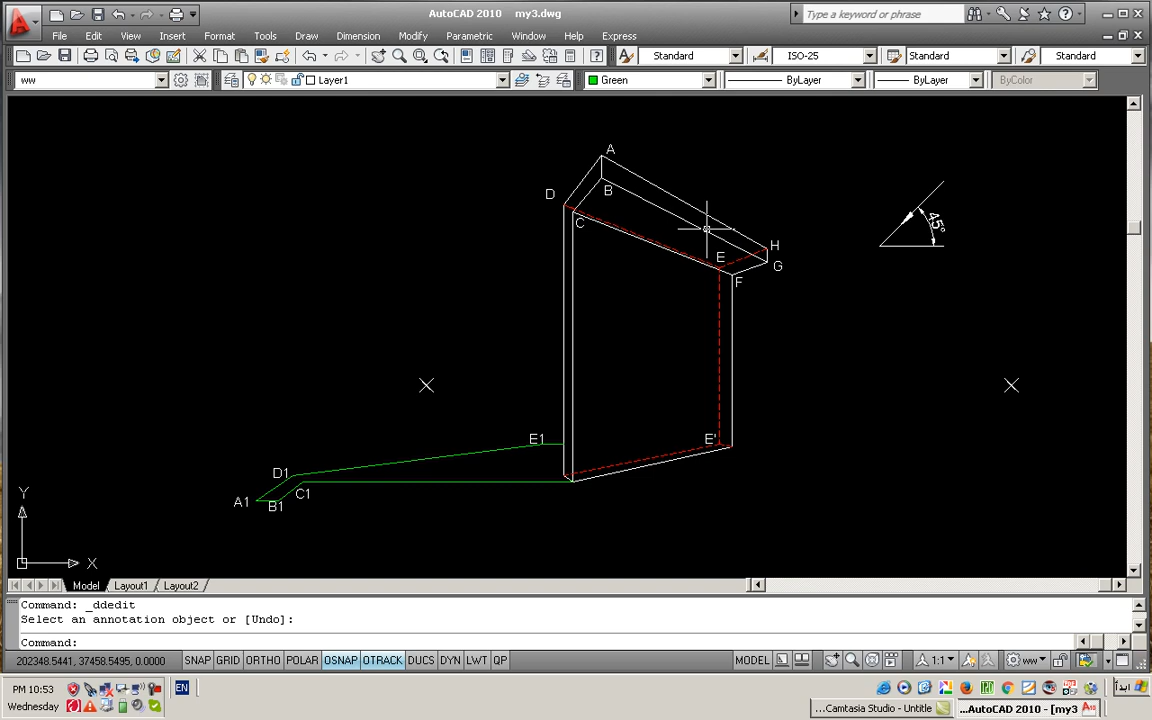 AutoCAD 2010 my3.dwg
Type a keyword or phrase
File Edit View Insert Format Tools Draw Dimension Modify Parametric Window Help Express
Standard ISO-25 Standard Standard
ww Layer1 Green ByLayer ByLayer ByColor
A
D B
C
H
E G
F
45°
E1 E'
D1
C1
A1 B1
Y
X
Model Layout1 Layout2
Command: _ddedit
Select an annotation object or [Undo]:
Command:
202348.5441, 37458.5495, 0.0000 SNAP GRID ORTHO POLAR OSNAP OTRACK DUCS DYN LWT QP MODEL 1:1 ww
PM 10:53 EN ابدأ
Wednesday ...Camtasia Studio - Untitle ...AutoCAD 2010 - [my3